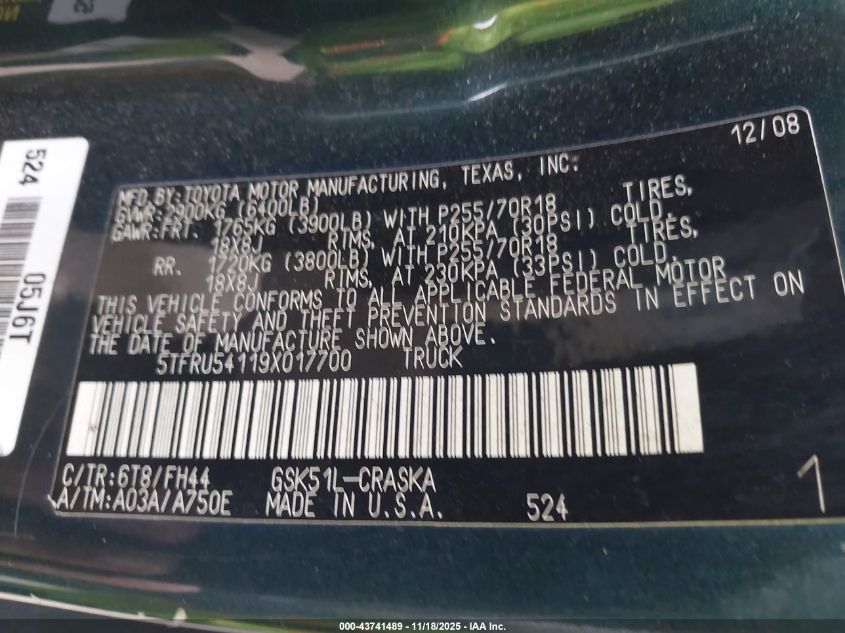 12/08
MFD.BY:TOYOTA MOTOR MANUFACTURING, TEXAS, INC:
GVWR:2900KG (6400LB)
GAWR:FRT. 1765KG (3900LB) WITH P255/70R18 TIRES,
18X8J RIMS, AT 210KPA (30PSI) COLD.
RR. 1720KG (3800LB) WITH P255/70R18 TIRES,
18X8J RIMS, AT 230KPA (33PSI) COLD.
THIS VEHICLE CONFORMS TO ALL APPLICABLE FEDERAL MOTOR
VEHICLE SAFETY AND THEFT PREVENTION STANDARDS IN EFFECT ON
THE DATE OF MANUFACTURE SHOWN ABOVE.
5TFRU54119X017700 TRUCK
C/TR:6T8/FH44 GSK51L-CRASKA
A/TM:A03A/A750E MADE IN U.S.A. 524
1
524 05J6T
000-43741489 - 11/18/2025 - IAA Inc.